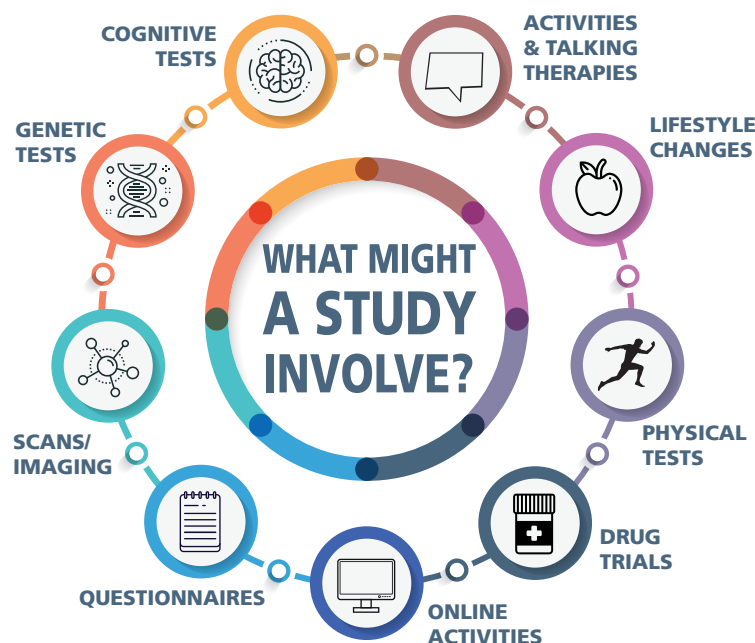 WHAT MIGHT
A STUDY
INVOLVE?
COGNITIVE
TESTS
ACTIVITIES
& TALKING
THERAPIES
LIFESTYLE
CHANGES
PHYSICAL
TESTS
DRUG
TRIALS
ONLINE
ACTIVITIES
QUESTIONNAIRES
SCANS/
IMAGING
GENETIC
TESTS